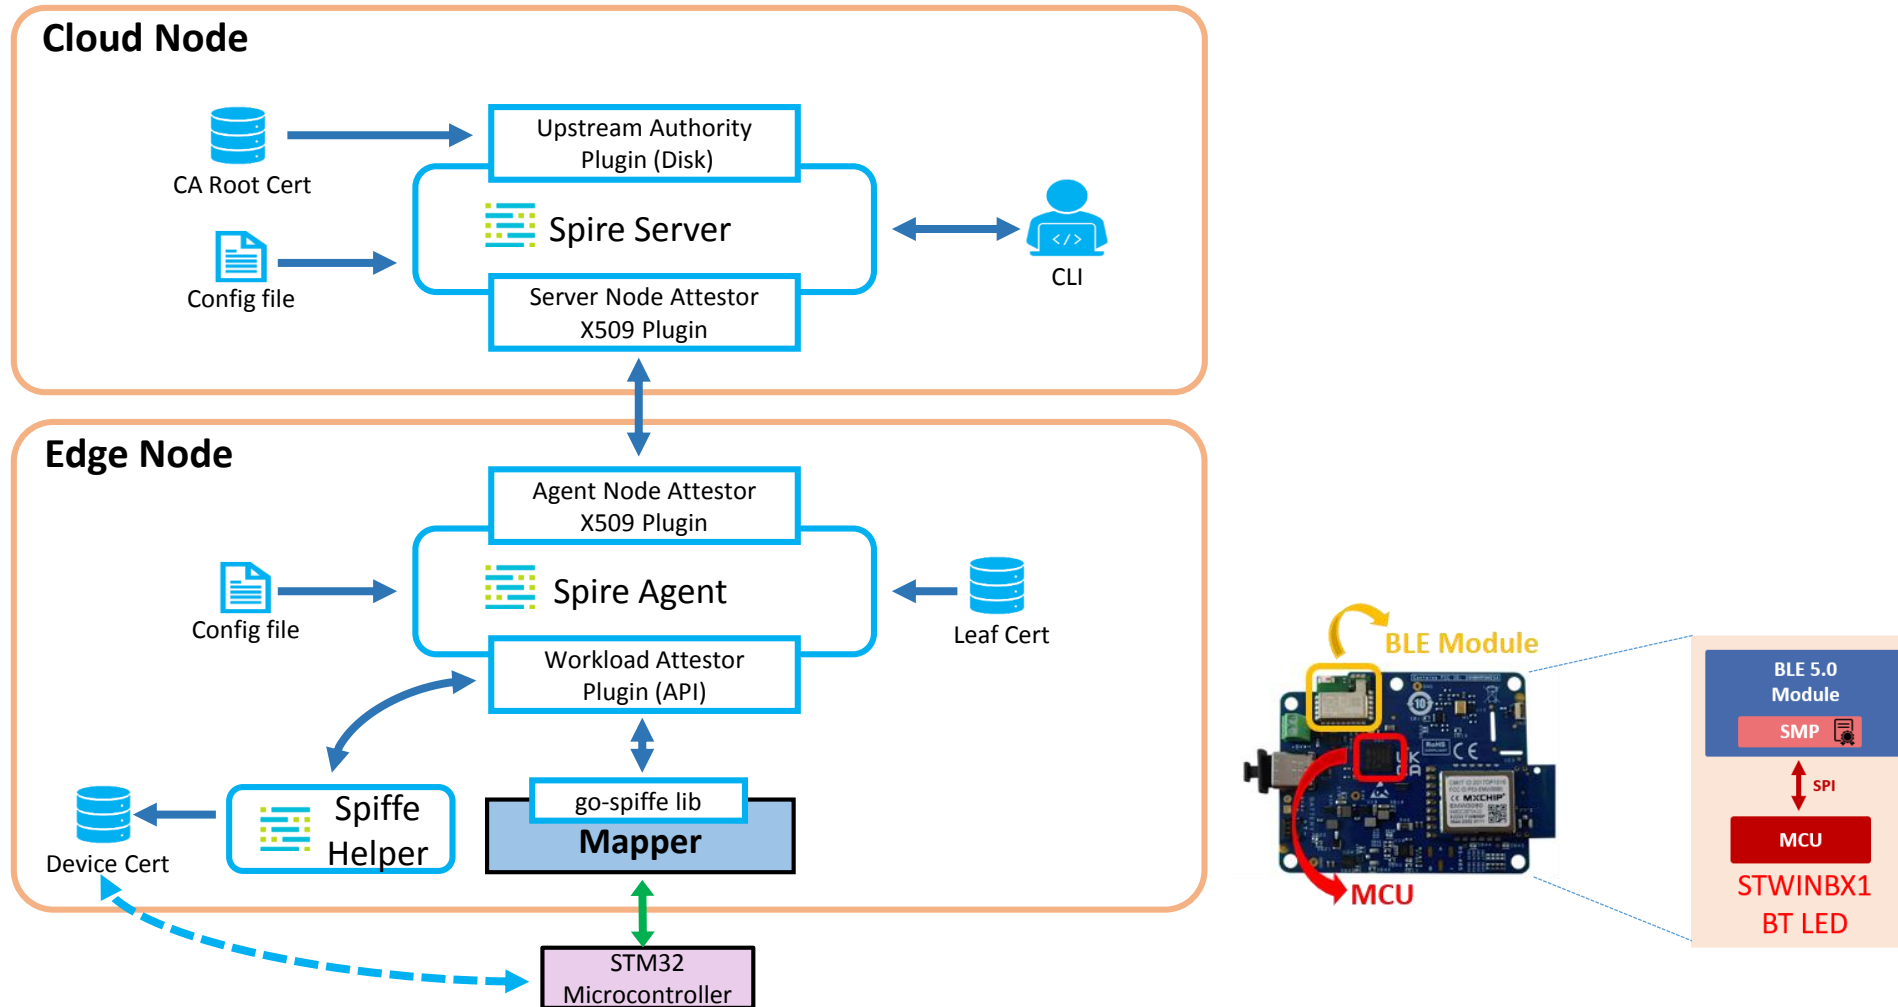 Cloud Node
Upstream Authority
Plugin (Disk)
CA Root Cert
Spire Server
CLI
Config file
Server Node Attestor
X509 Plugin
Edge Node
Agent Node Attestor
X509 Plugin
Spire Agent
Config file
Leaf Cert
Workload Attestor
Plugin (API)
go-spiffe lib
Mapper
Spiffe
Helper
Device Cert
STM32
Microcontroller
BLE Module
MXCHIP
RoHS
10
MCU
BLE 5.0
Module
SMP
SPI
MCU
STWINBX1
BT LED